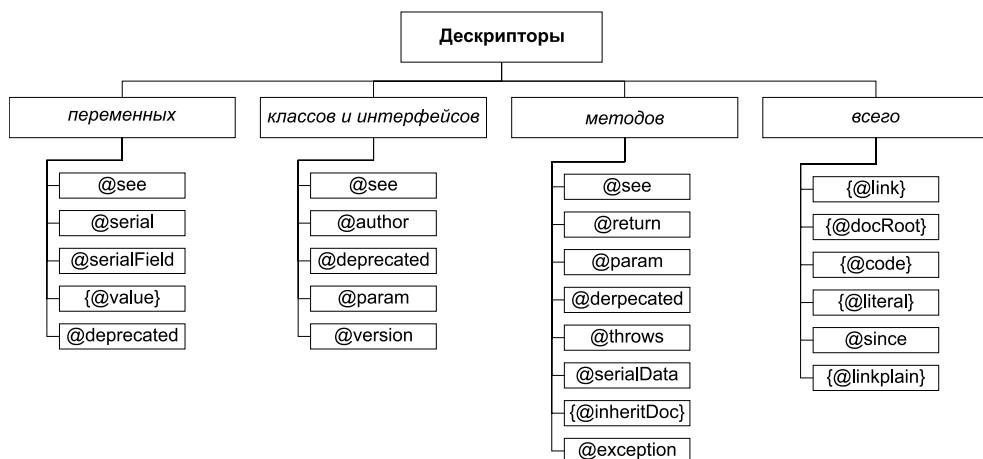 Дескрипторы
переменных
@see
@serial
@serialField
{@value}
@deprecated
классов и интерфейсов
@see
@author
@deprecated
@param
@version
методов
@see
@return
@param
@derpecated
@throws
@serialData
{@inheritDoc}
@exception
всего
{@link}
{@docRoot}
{@code}
{@literal}
@since
{@linkplain}